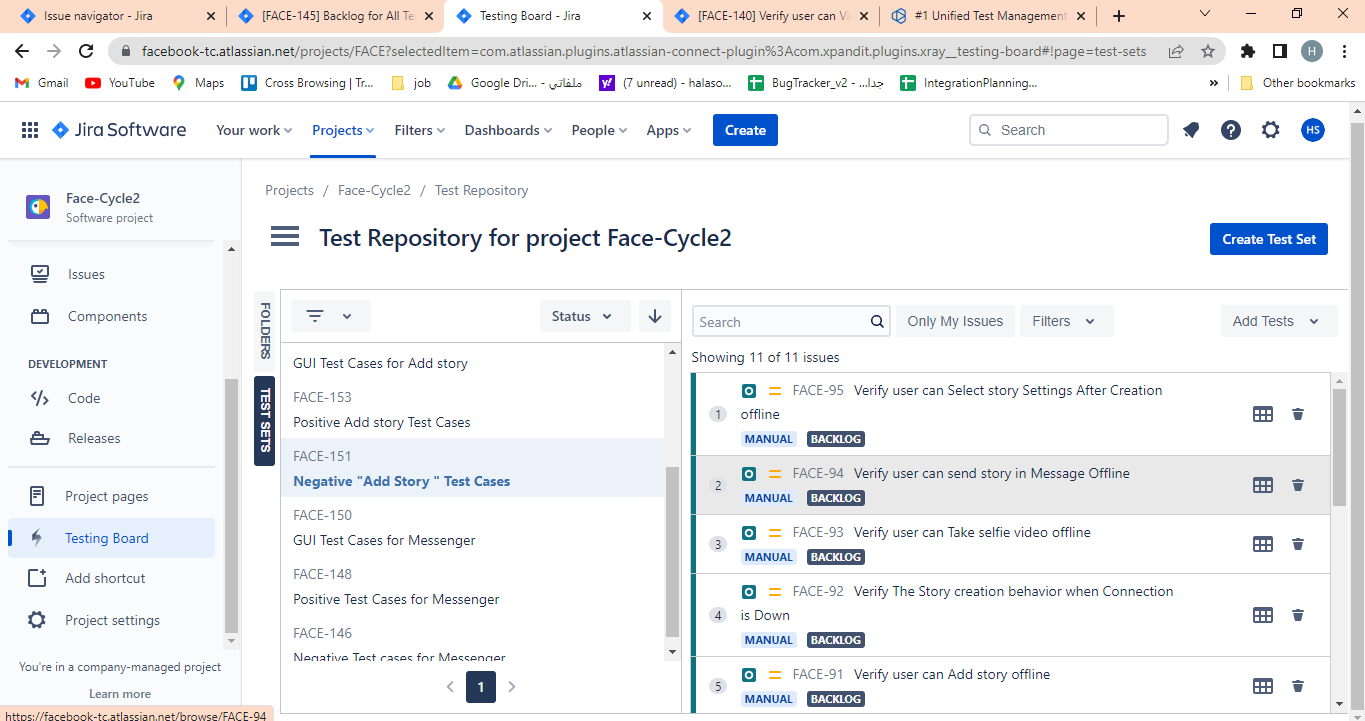 Issue navigator - Jira
[FACE-145] Backlog for All Te
Testing Board - Jira
[FACE-140] Verify user can Vi
#1 Unified Test Management
facebook-tc.atlassian.net/projects/FACE?selectedItem=com.atlassian.plugins.atlassian-connect-plugin%3Acom.xpandit.plugins.xray__testing-board#!page=test-sets
H
Gmail
YouTube
Maps
Cross Browsing | Tr...
job
Google Dri... - ملفاتي
(7 unread) - halaso...
BugTracker_v2 - جدا...
IntegrationPlanning...
»
Other bookmarks
Jira Software
Your work
Projects
Filters
Dashboards
People
Apps
Create
Search
HS
Face-Cycle2
Software project
Issues
Components
DEVELOPMENT
Code
Releases
Project pages
Testing Board
Add shortcut
Project settings
You're in a company-managed project
Learn more
https://facebook-tc.atlassian.net/browse/FACE-94
Projects / Face-Cycle2 / Test Repository
Test Repository for project Face-Cycle2
Create Test Set
FOLDERS
TEST SETS
Status
GUI Test Cases for Add story
FACE-153
Positive Add story Test Cases
FACE-151
Negative "Add Story " Test Cases
FACE-150
GUI Test Cases for Messenger
FACE-148
Positive Test Cases for Messenger
FACE-146
Negative Test cases for Messenger
1
Search
Only My Issues
Filters
Add Tests
Showing 11 of 11 issues
1
FACE-95 Verify user can Select story Settings After Creation
offline
MANUAL BACKLOG
2
FACE-94 Verify user can send story in Message Offline
MANUAL BACKLOG
3
FACE-93 Verify user can Take selfie video offline
MANUAL BACKLOG
4
FACE-92 Verify The Story creation behavior when Connection
is Down
MANUAL BACKLOG
5
FACE-91 Verify user can Add story offline
MANUAL BACKLOG